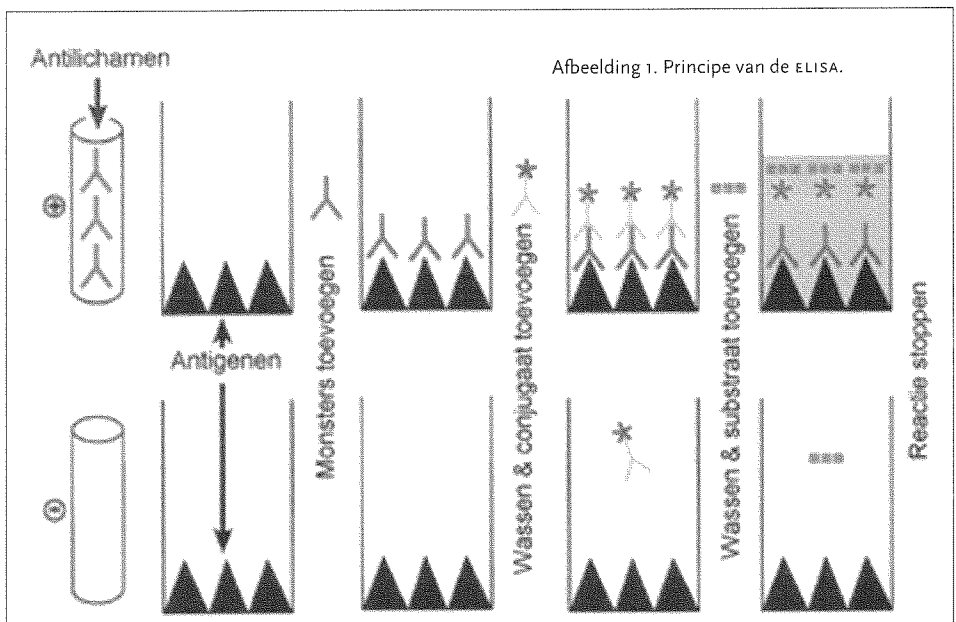 Antilichamen
Afbeelding 1. Principe van de ELISA.
Antigenen
Monsters toevoegen
Wassen & conjugaat toevoegen
Wassen & substraat toevoegen
Reactie stoppen